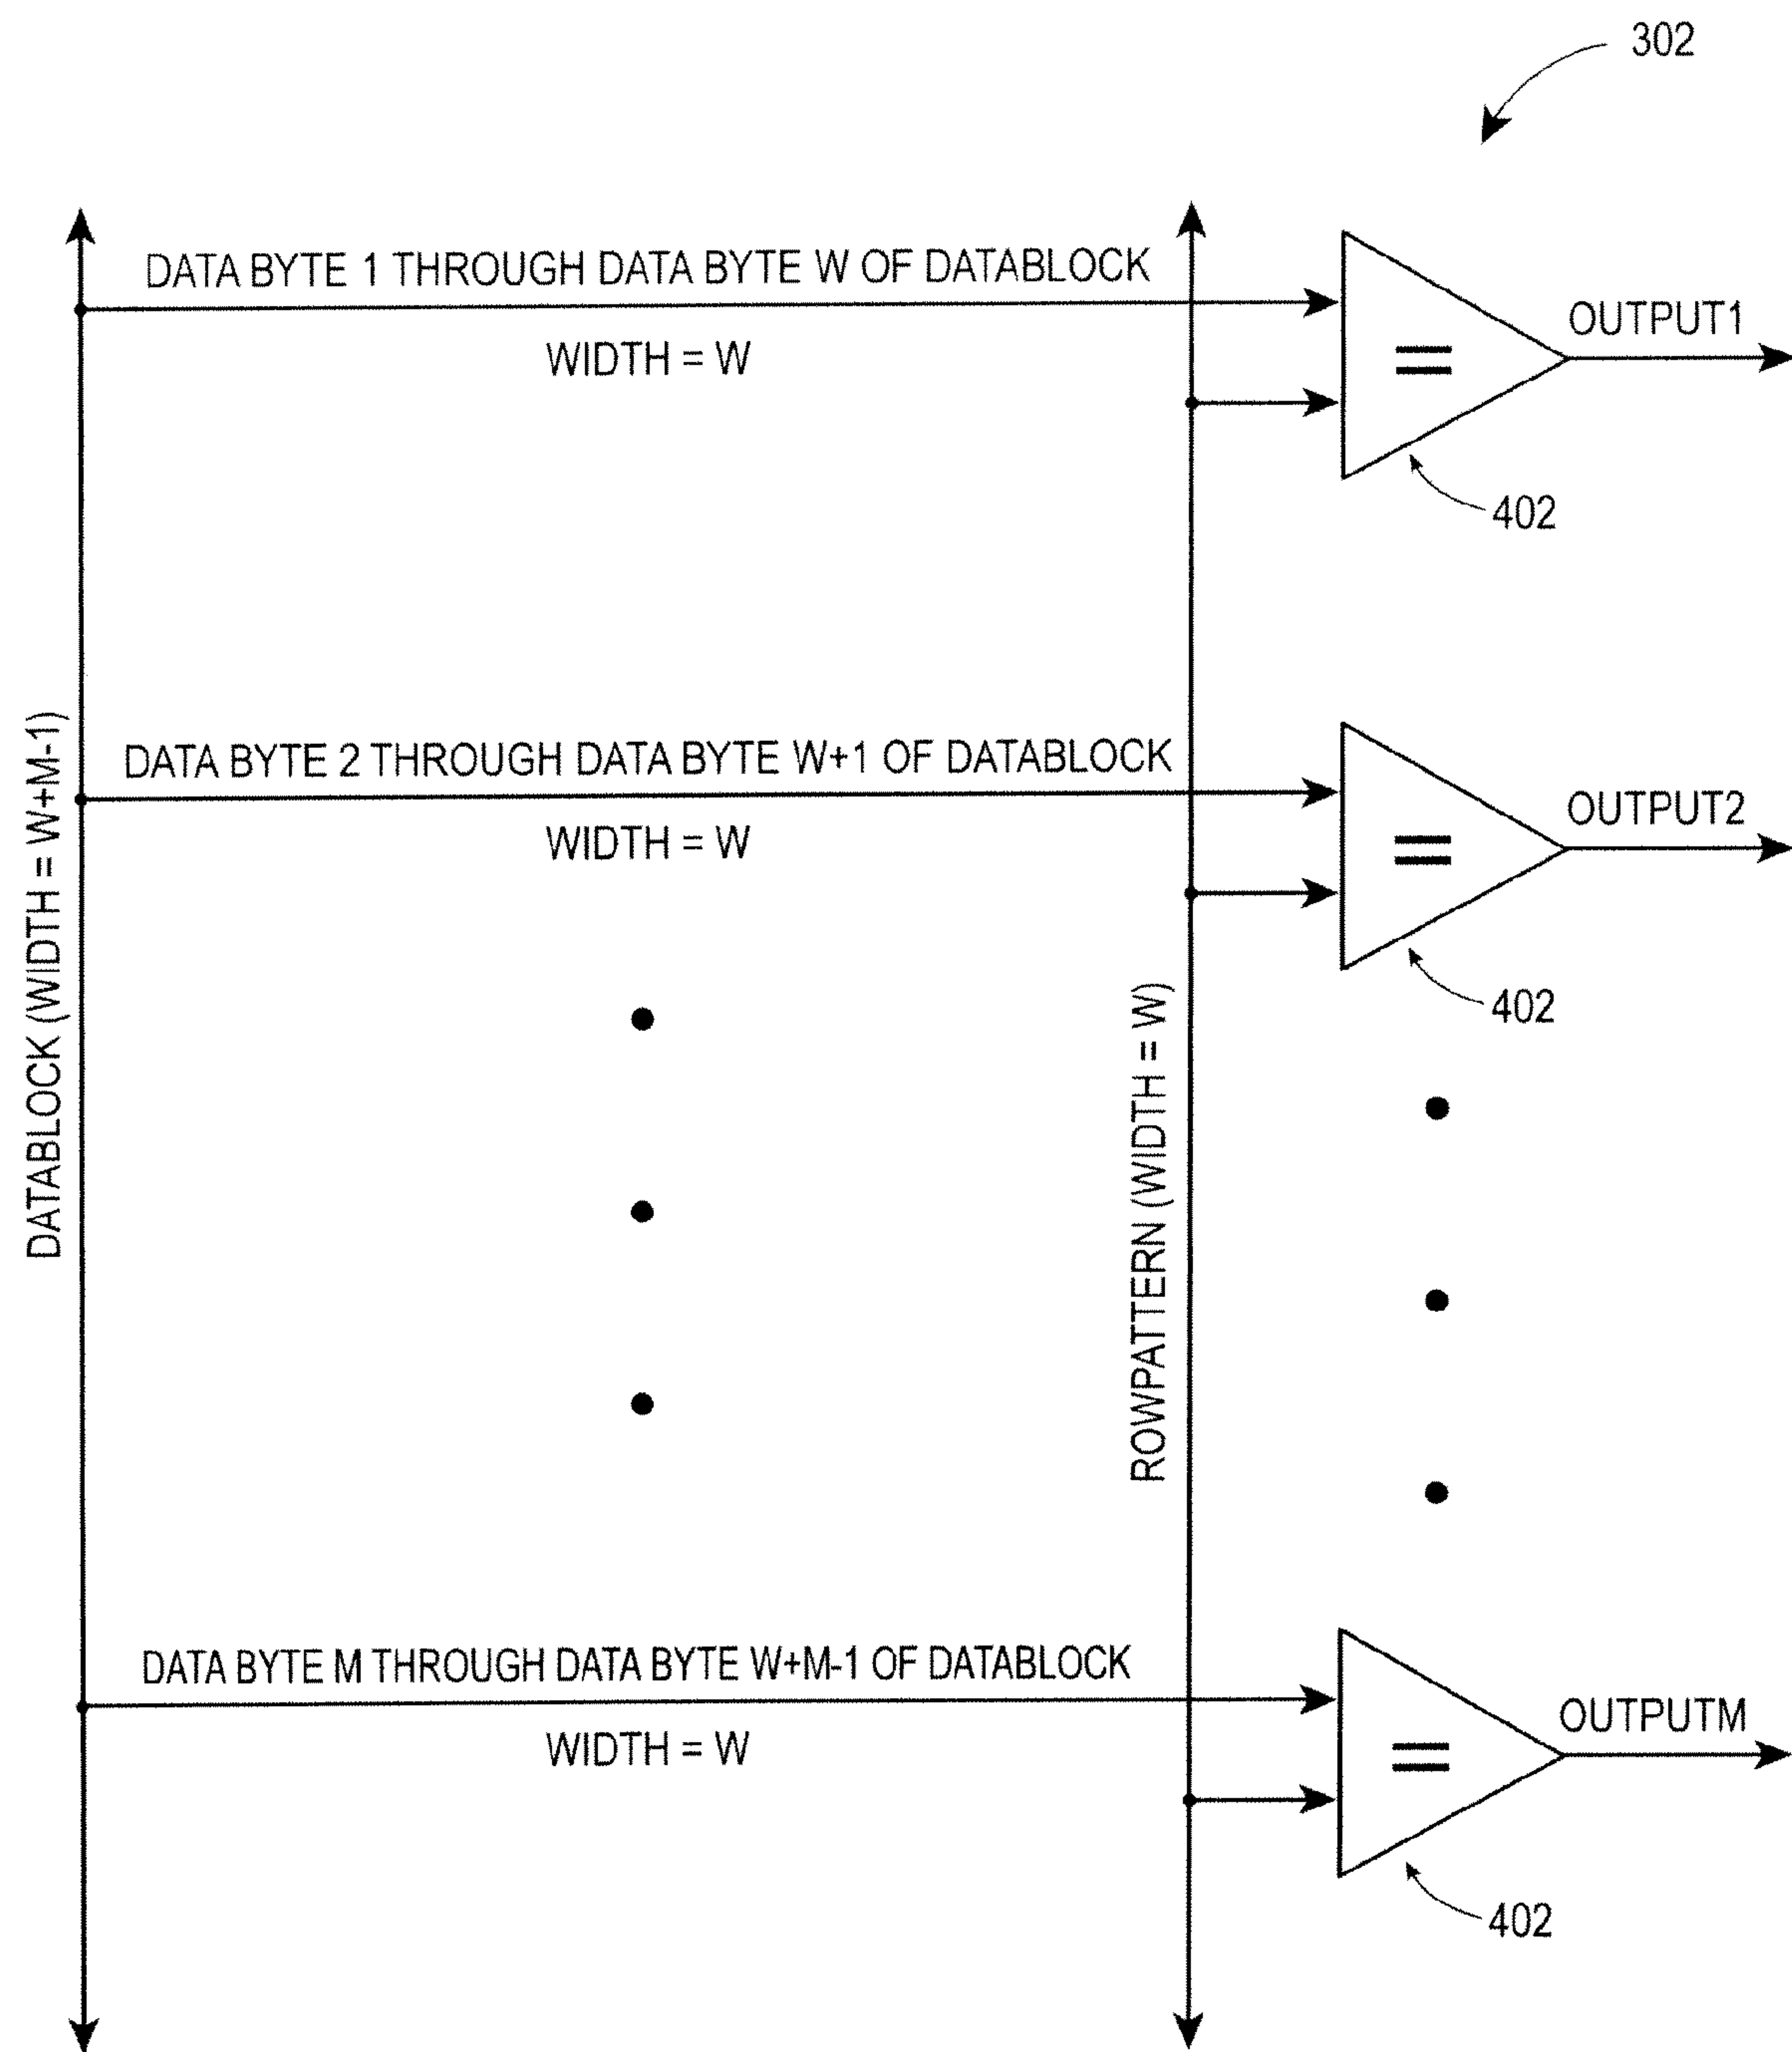 302
DATA BYTE 1 THROUGH DATA BYTE W OF DATABLOCK
WIDTH = W
OUTPUT1
=
402
DATA BYTE 2 THROUGH DATA BYTE W+1 OF DATABLOCK
WIDTH = W
OUTPUT2
=
402
DATABLOCK (WIDTH = W+M-1)
ROWPATTERN (WIDTH = W)
DATA BYTE M THROUGH DATA BYTE W+M-1 OF DATABLOCK
WIDTH = W
OUTPUTM
=
402